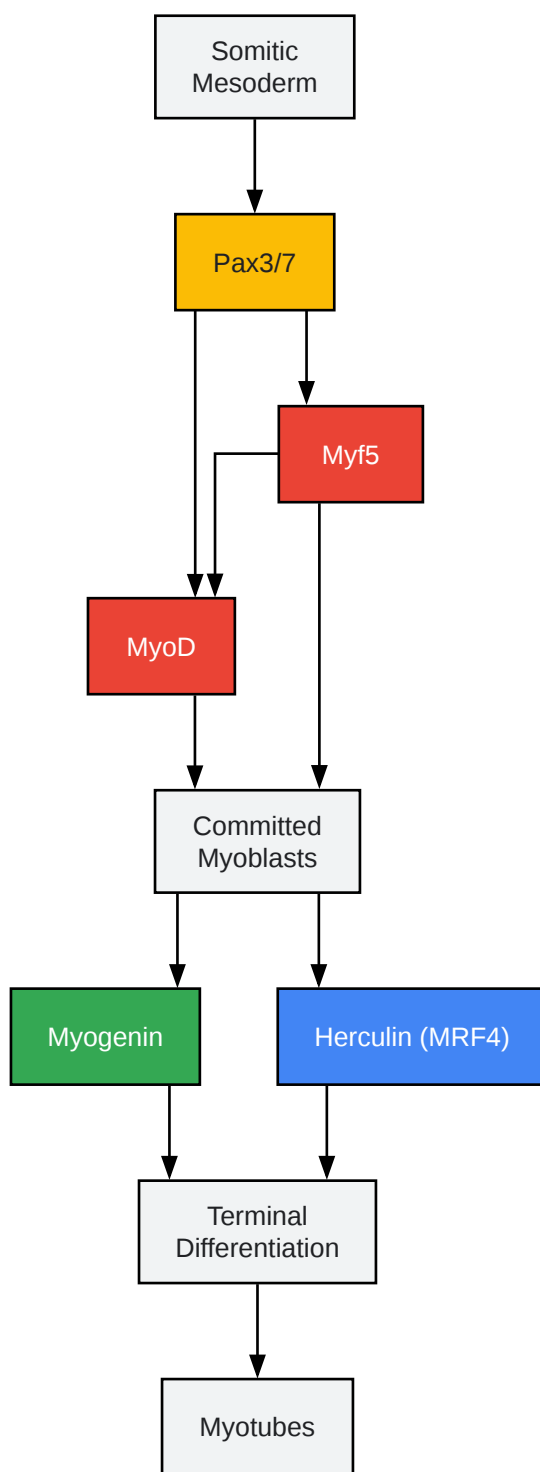 Somitic
Mesoderm
Pax3/7
Myf5
MyoD
Committed
Myoblasts
Myogenin
Herculin (MRF4)
Terminal
Differentiation
Myotubes